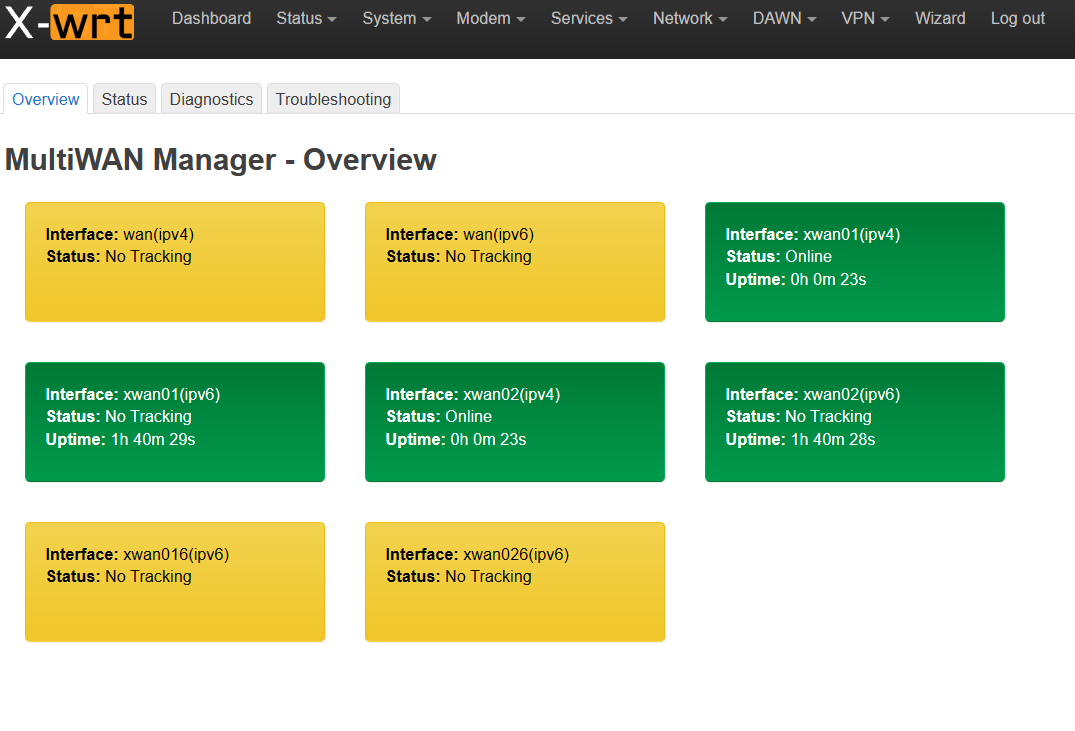 X-wrt Dashboard Status System Modem Services Network DAWN VPN Wizard Log out
Overview Status Diagnostics Troubleshooting
MultiWAN Manager - Overview
Interface: wan(ipv4)
Status: No Tracking
Interface: wan(ipv6)
Status: No Tracking
Interface: xwan01(ipv4)
Status: Online
Uptime: 0h 0m 23s
Interface: xwan01(ipv6)
Status: No Tracking
Uptime: 1h 40m 29s
Interface: xwan02(ipv4)
Status: Online
Uptime: 0h 0m 23s
Interface: xwan02(ipv6)
Status: No Tracking
Uptime: 1h 40m 28s
Interface: xwan016(ipv6)
Status: No Tracking
Interface: xwan026(ipv6)
Status: No Tracking